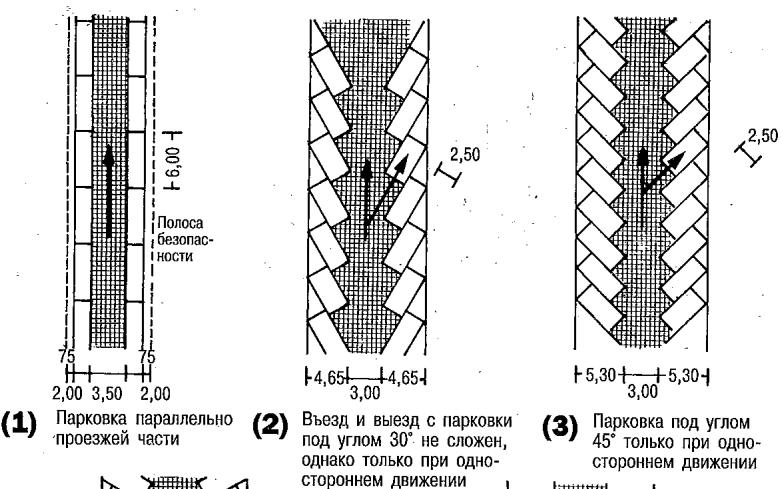 6,00
Полоса
безопас-
ности
75 75
2,00 3,50 2,00
(1) Парковка параллельно
проезжей части
2,50
4,65 4,65
3,00
(2) Въезд и выезд с парковки
под углом 30° не сложен,
однако только при одно-
стороннем движении
2,50
5,30 5,30
3,00
(3) Парковка под углом
45° только при одно-
стороннем движении